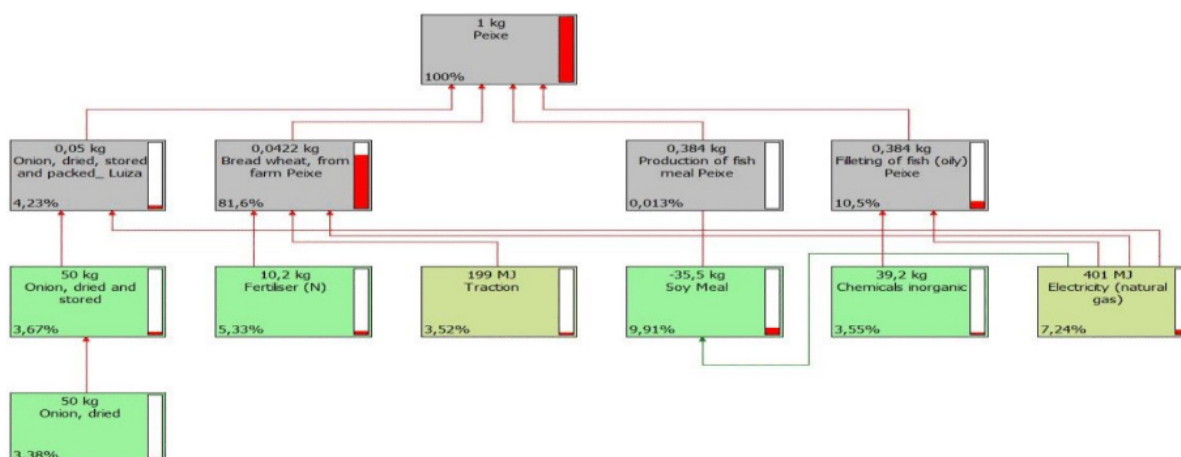 1 kg
Peixe
100%
0,05 kg
Onion, dried, stored
and packed_ Luiza
4,23%
0,0422 kg
Bread wheat, from
farm Peixe
81,6%
0,384 kg
Production of fish
meal Peixe
0,013%
0,384 kg
Filleting of fish (oily)
Peixe
10,5%
50 kg
Onion, dried and
stored
3,67%
10,2 kg
Fertiliser (N)
5,33%
199 MJ
Traction
3,52%
-35,5 kg
Soy Meal
9,91%
39,2 kg
Chemicals inorganic
3,55%
401 MJ
Electricity (natural
gas)
7,24%
50 kg
Onion, dried
3,38%